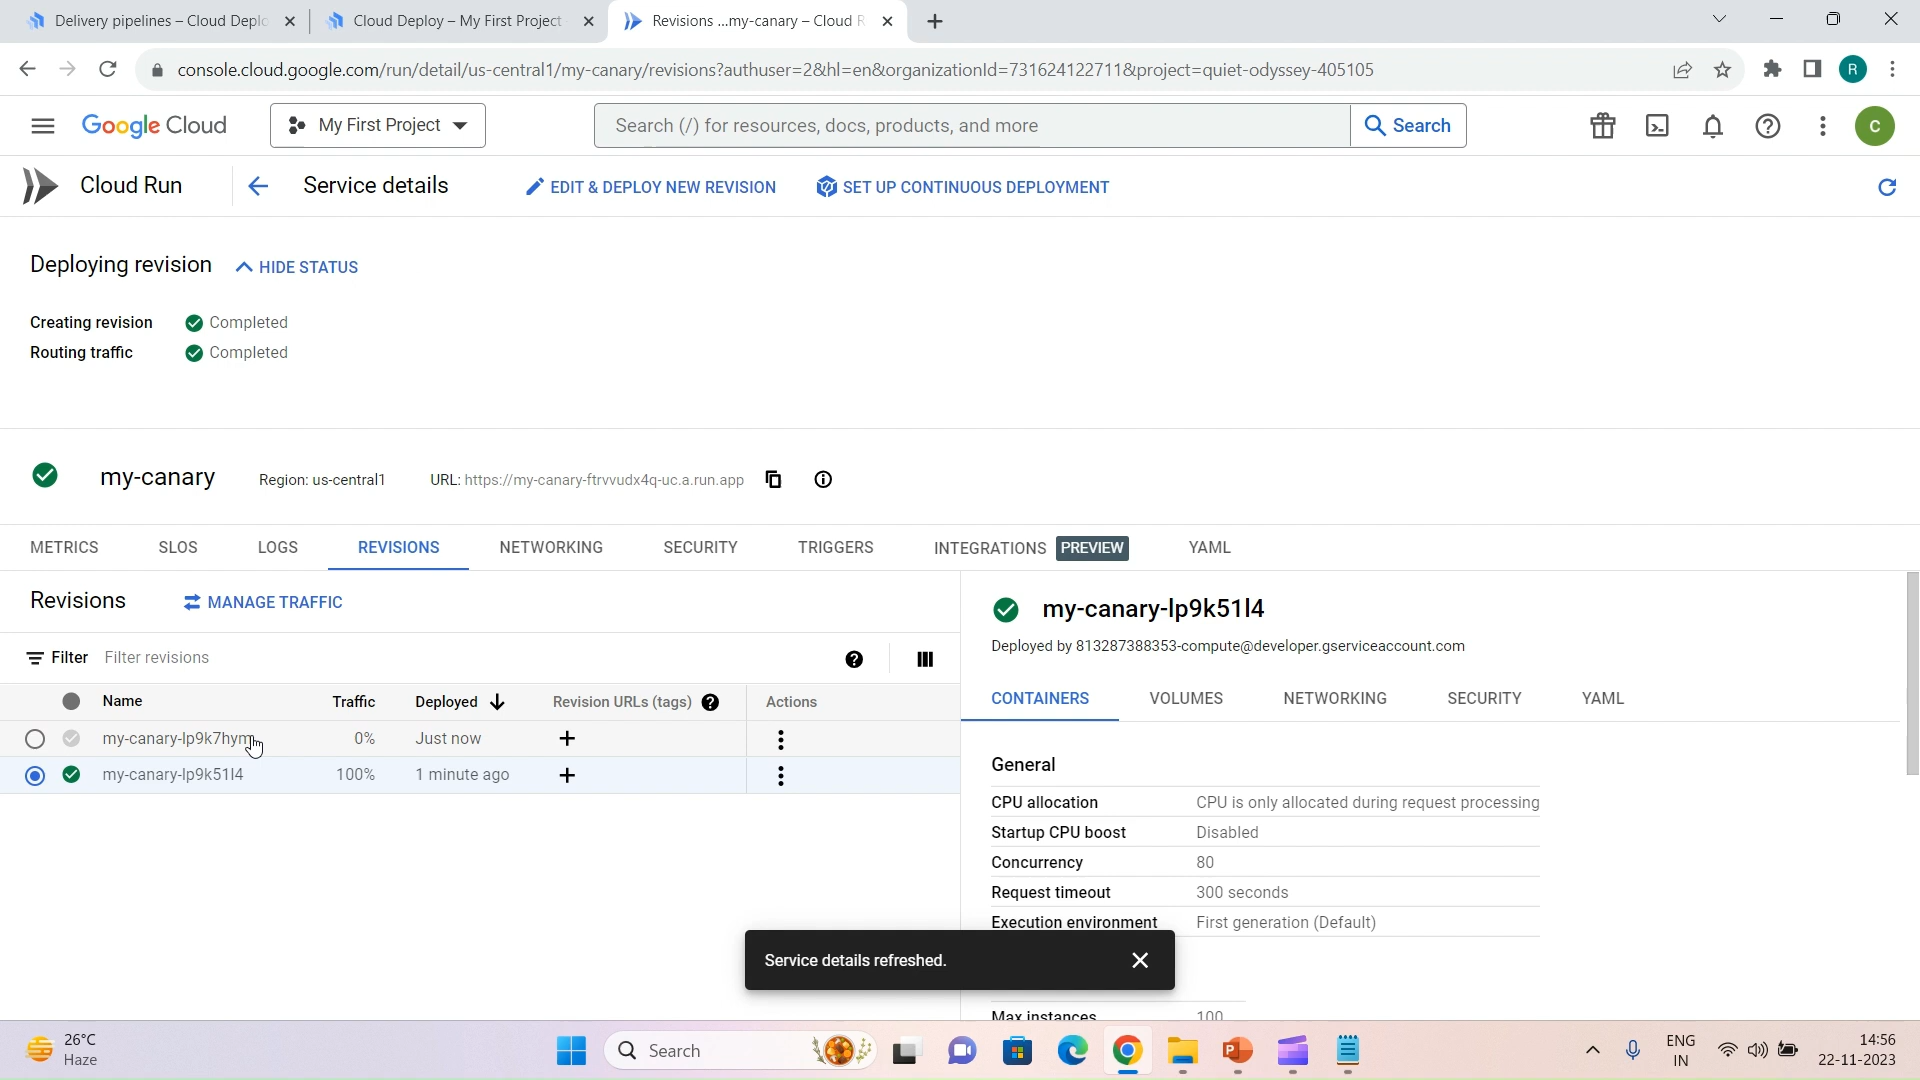 Delivery pipelines – Cloud Deplo
Cloud Deploy – My First Project
Revisions ...my-canary – Cloud R
console.cloud.google.com/run/detail/us-central1/my-canary/revisions?authuser=2&hl=en&organizationId=731624122711&project=quiet-odyssey-405105
R
Google Cloud
My First Project
Search (/) for resources, docs, products, and more
Search
C
Cloud Run
Service details
EDIT & DEPLOY NEW REVISION
SET UP CONTINUOUS DEPLOYMENT
Deploying revision
HIDE STATUS
Creating revision Completed
Routing traffic Completed
my-canary
Region: us-central1
URL: https://my-canary-ftrvvudx4q-uc.a.run.app
METRICS SLOS LOGS REVISIONS NETWORKING SECURITY TRIGGERS INTEGRATIONS PREVIEW YAML
Revisions
MANAGE TRAFFIC
Filter Filter revisions
Name Traffic Deployed Revision URLs (tags) Actions
my-canary-lp9k7hym 0% Just now
my-canary-lp9k51l4 100% 1 minute ago
my-canary-lp9k51l4
Deployed by 813287388353-compute@developer.gserviceaccount.com
CONTAINERS VOLUMES NETWORKING SECURITY YAML
General
CPU allocation CPU is only allocated during request processing
Startup CPU boost Disabled
Concurrency 80
Request timeout 300 seconds
Execution environment First generation (Default)
Service details refreshed.
Max instances 100
26°C
Haze
Search
ENG
IN
14:56
22-11-2023